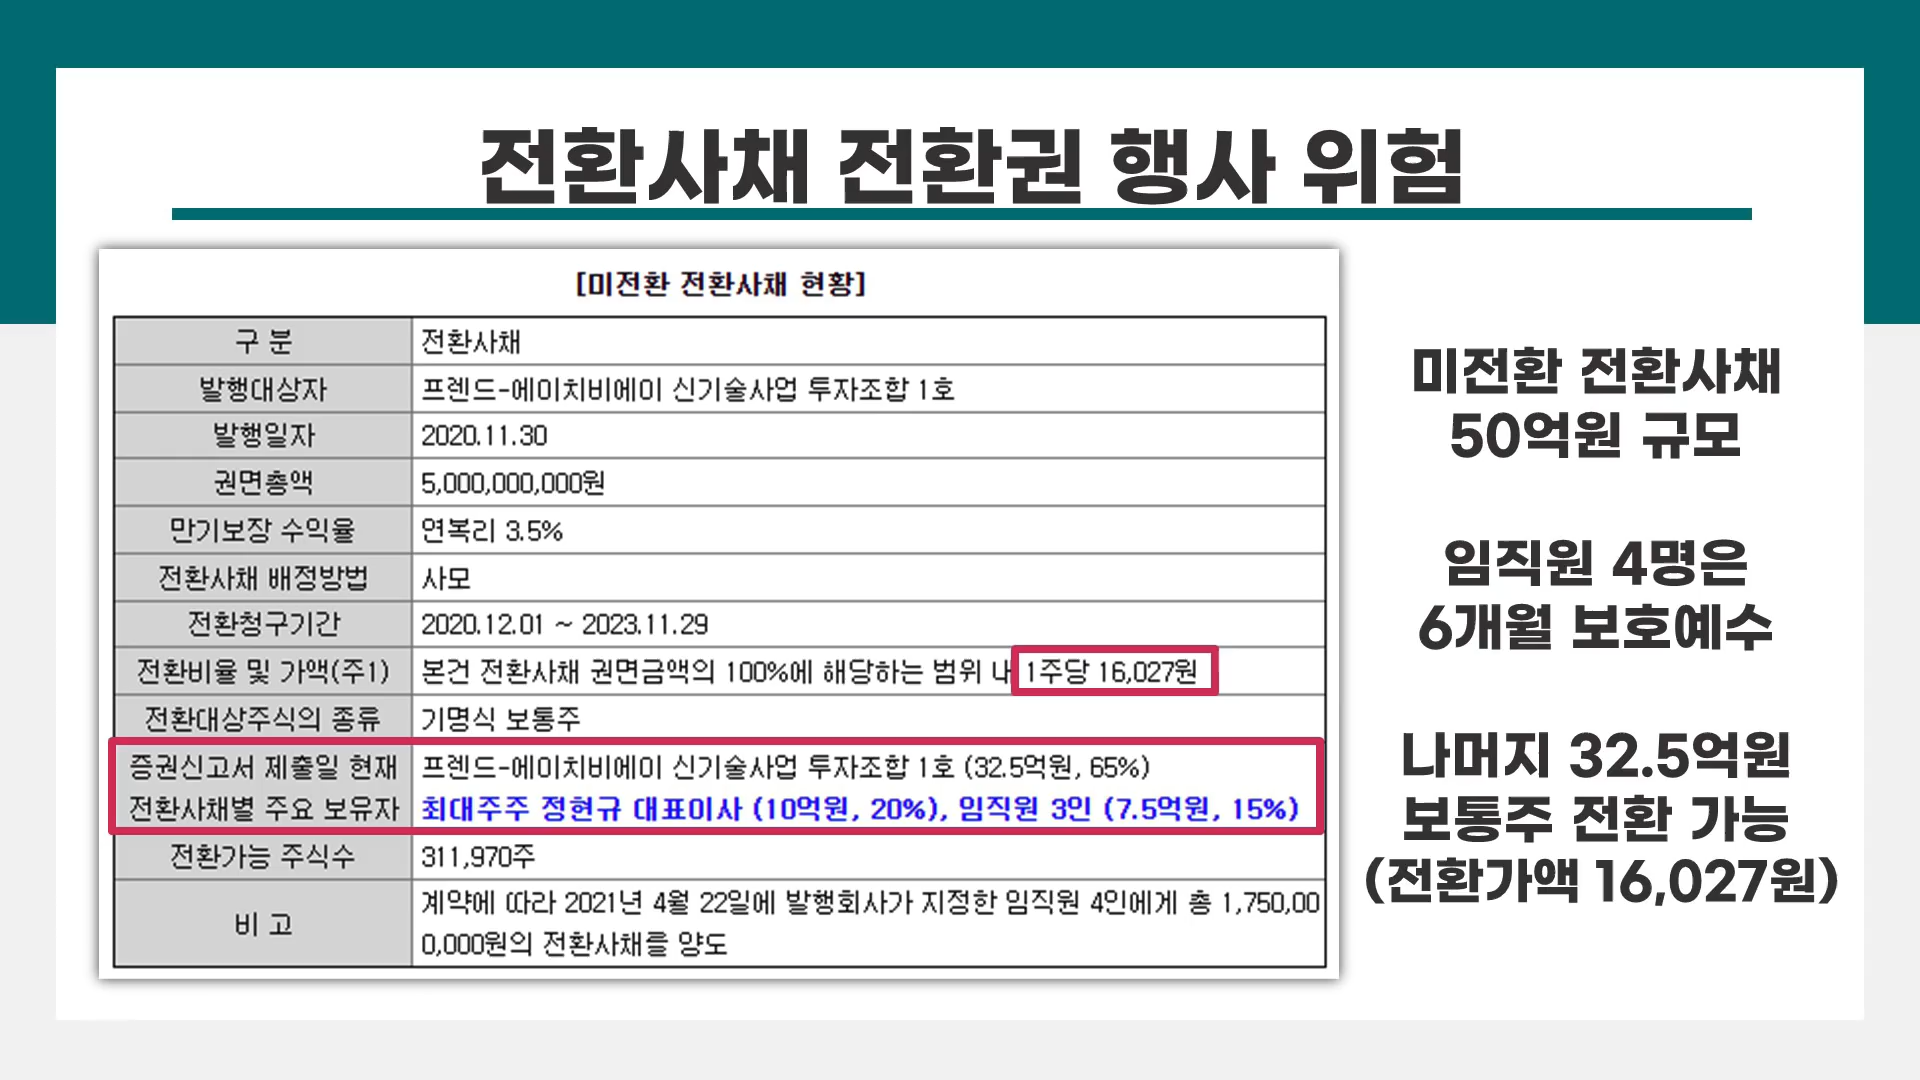 전환사채 전환권 행사 위험
[미전환 전환사채 현황]
구 분 전환사채
발행대상자 프렌드-에이치비에이 신기술사업 투자조합 1호
발행일자 2020.11.30
권면총액 5,000,000,000원
만기보장 수익율 연복리 3.5%
전환사채 배정방법 사모
전환청구기간 2020.12.01 ~ 2023.11.29
전환비율 및 가액(주1) 본건 전환사채 권면금액의 100%에 해당하는 범위 내 1주당 16,027원
전환대상주식의 종류 기명식 보통주
증권신고서 제출일 현재 프렌드-에이치비에이 신기술사업 투자조합 1호 (32.5억원, 65%)
전환사채별 주요 보유자 최대주주 정현규 대표이사 (10억원, 20%), 임직원 3인 (7.5억원, 15%)
전환가능 주식수 311,970주
비 고 계약에 따라 2021년 4월 22일에 발행회사가 지정한 임직원 4인에게 총 1,750,00
0,000원의 전환사채를 양도
미전환 전환사채
50억원 규모
임직원 4명은
6개월 보호예수
나머지 32.5억원
보통주 전환 가능
(전환가액 16,027원)